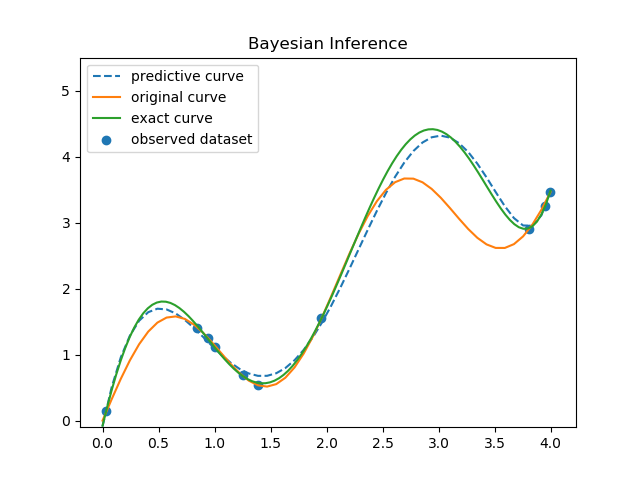 Bayesian Inference
predictive curve
original curve
exact curve
observed dataset
5
4
3
2
1
0
0.0 0.5 1.0 1.5 2.0 2.5 3.0 3.5 4.0